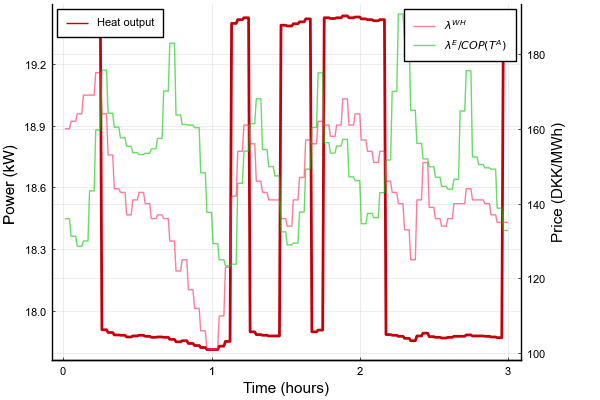 Heat output
λ^WH
λ^E/COP(T^A)
19.2
18.9
18.6
18.3
18.0
180
160
140
120
100
0
1
2
3
Power (kW)
Price (DKK/MWh)
Time (hours)